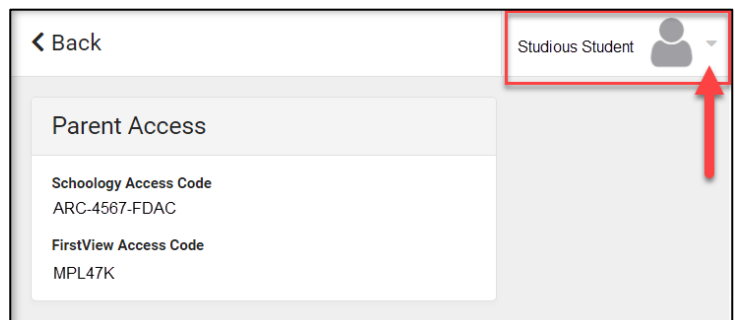 Back
Studious Student
Parent Access
Schoology Access Code
ARC-4567-FDAC
FirstView Access Code
MPL47K